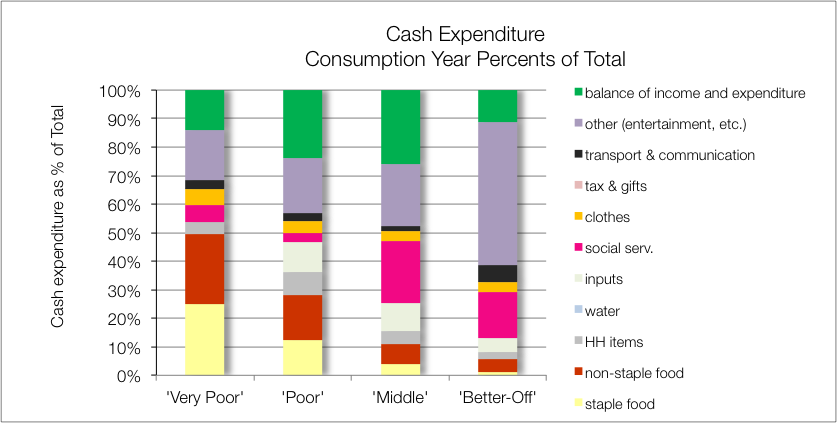 Cash Expenditure
Consumption Year Percents of Total
Cash expenditure as % of Total
100%
90%
80%
70%
60%
50%
40%
30%
20%
10%
0%
'Very Poor' 'Poor' 'Middle' 'Better-Off'
balance of income and expenditure
other (entertainment, etc.)
transport & communication
tax & gifts
clothes
social serv.
inputs
water
HH items
non-staple food
staple food